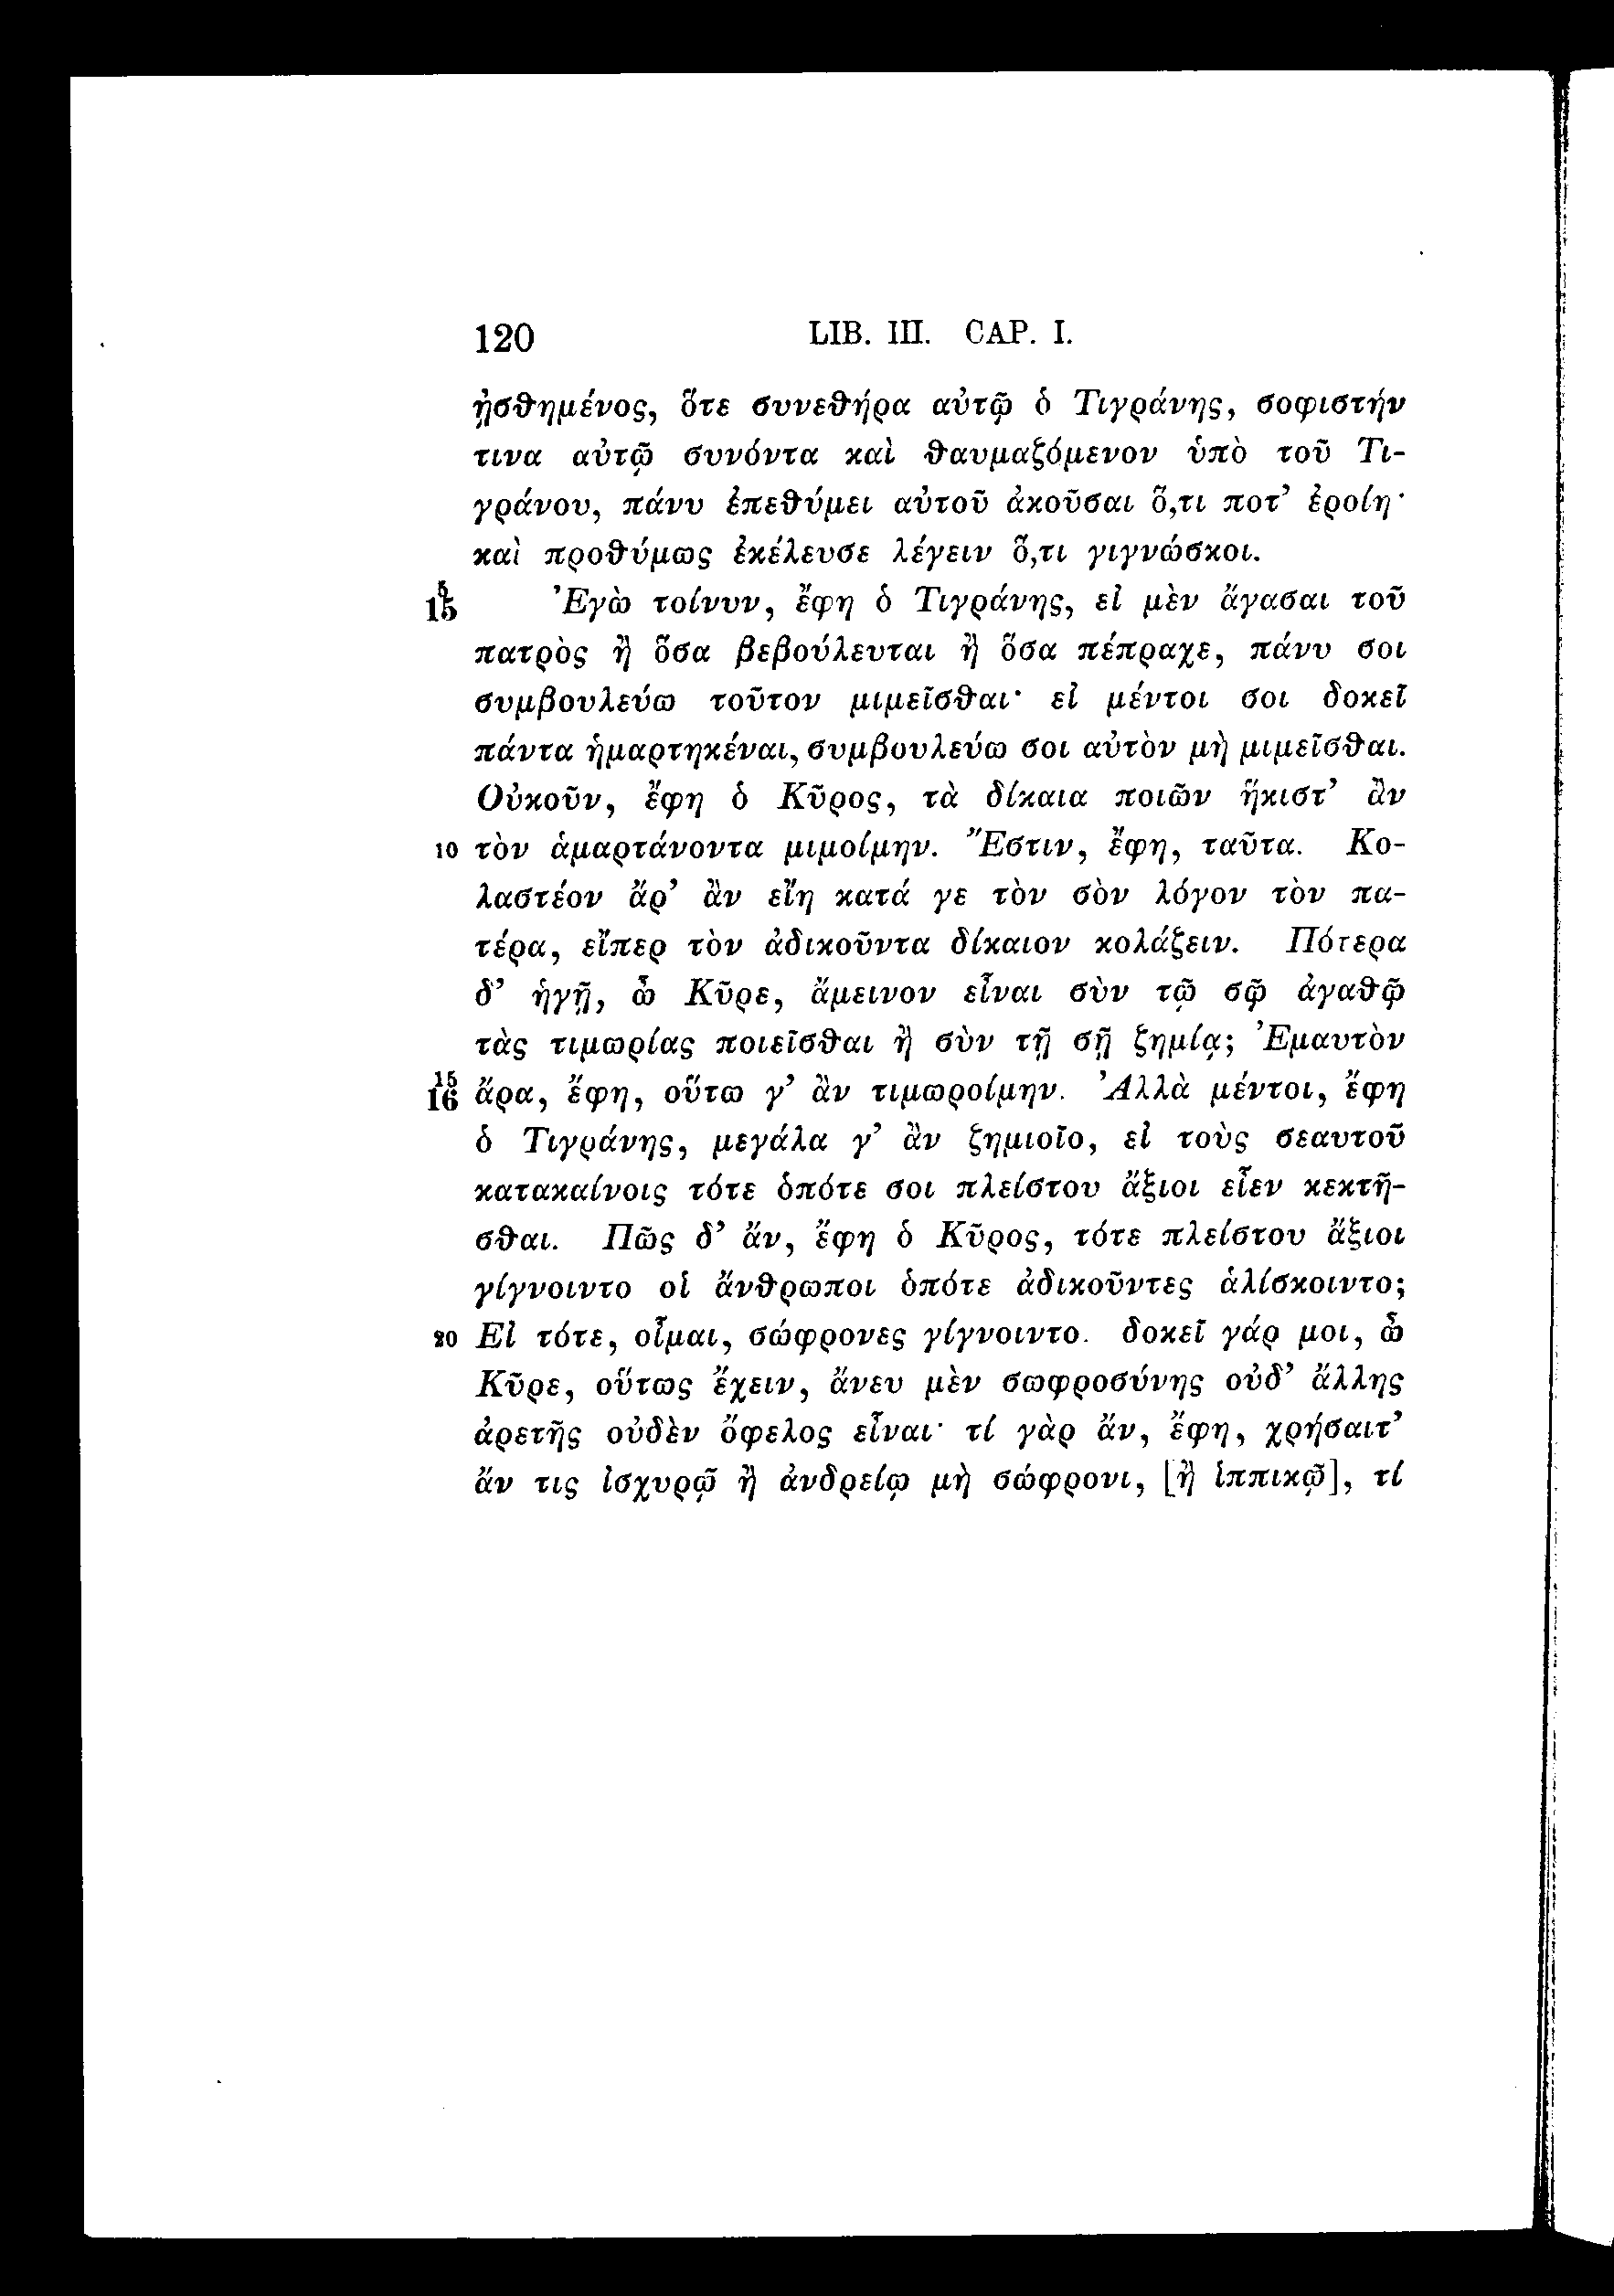 120 LIB. III. CAP. I.
ᾐσθημένος, ὅτε συνεθήρα αὐτῷ ὁ Τιγράνης, σοφιστήν
τινα αὐτῷ συνόντα καὶ θαυμαζόμενον ὑπὸ τοῦ Τι-
γράνου, πάνυ ἐπεθύμει αὐτοῦ ἀκοῦσαι ὅ,τι ποτ’ ἐροίη·
καὶ προθύμως ἐκέλευσε λέγειν ὅ,τι γιγνώσκοι.
5 15 Ἐγὼ τοίνυν, ἔφη ὁ Τιγράνης, εἰ μὲν ἄγασαι τοῦ
πατρὸς ἢ ὅσα βεβούλευται ἢ ὅσα πέπραχε, πάνυ σοι
συμβουλεύω τοῦτον μιμεῖσθαι· εἰ μέντοι σοι δοκεῖ
πάντα ἡμαρτηκέναι, συμβουλεύω σοι αὐτὸν μὴ μιμεῖσθαι.
Οὐκοῦν, ἔφη ὁ Κῦρος, τὰ δίκαια ποιῶν ἥκιστ’ ἂν
10 τὸν ἁμαρτάνοντα μιμοίμην. Ἔστιν, ἔφη, ταῦτα. Κο-
λαστέον ἄρ’ ἂν εἴη κατά γε τὸν σὸν λόγον τὸν πα-
τέρα, εἴπερ τὸν ἀδικοῦντα δίκαιον κολάζειν. Πότερα
δ’ ἡγῇ, ὦ Κῦρε, ἄμεινον εἶναι σὺν τῷ σῷ ἀγαθῷ
τὰς τιμωρίας ποιεῖσθαι ἢ σὺν τῇ σῇ ζημίᾳ; Ἐμαυτὸν
15 16 ἄρα, ἔφη, οὕτω γ’ ἂν τιμωροίμην. Ἀλλὰ μέντοι, ἔφη
ὁ Τιγράνης, μεγάλα γ’ ἂν ζημιοῖο, εἰ τοὺς σεαυτοῦ
κατακαίνοις τότε ὁπότε σοι πλείστου ἄξιοι εἶεν κεκτῆ-
σθαι. Πῶς δ’ ἄν, ἔφη ὁ Κῦρος, τότε πλείστου ἄξιοι
γίγνοιντο οἱ ἄνθρωποι ὁπότε ἀδικοῦντες ἁλίσκοιντο;
20 Εἰ τότε, οἶμαι, σώφρονες γίγνοιντο. δοκεῖ γάρ μοι, ὦ
Κῦρε, οὕτως ἔχειν, ἄνευ μὲν σωφροσύνης οὐδ’ ἄλλης
ἀρετῆς οὐδὲν ὄφελος εἶναι· τί γὰρ ἄν, ἔφη, χρήσαιτ’
ἄν τις ἰσχυρῷ ἢ ἀνδρείῳ μὴ σώφρονι, [ἢ ἱππικῷ], τί